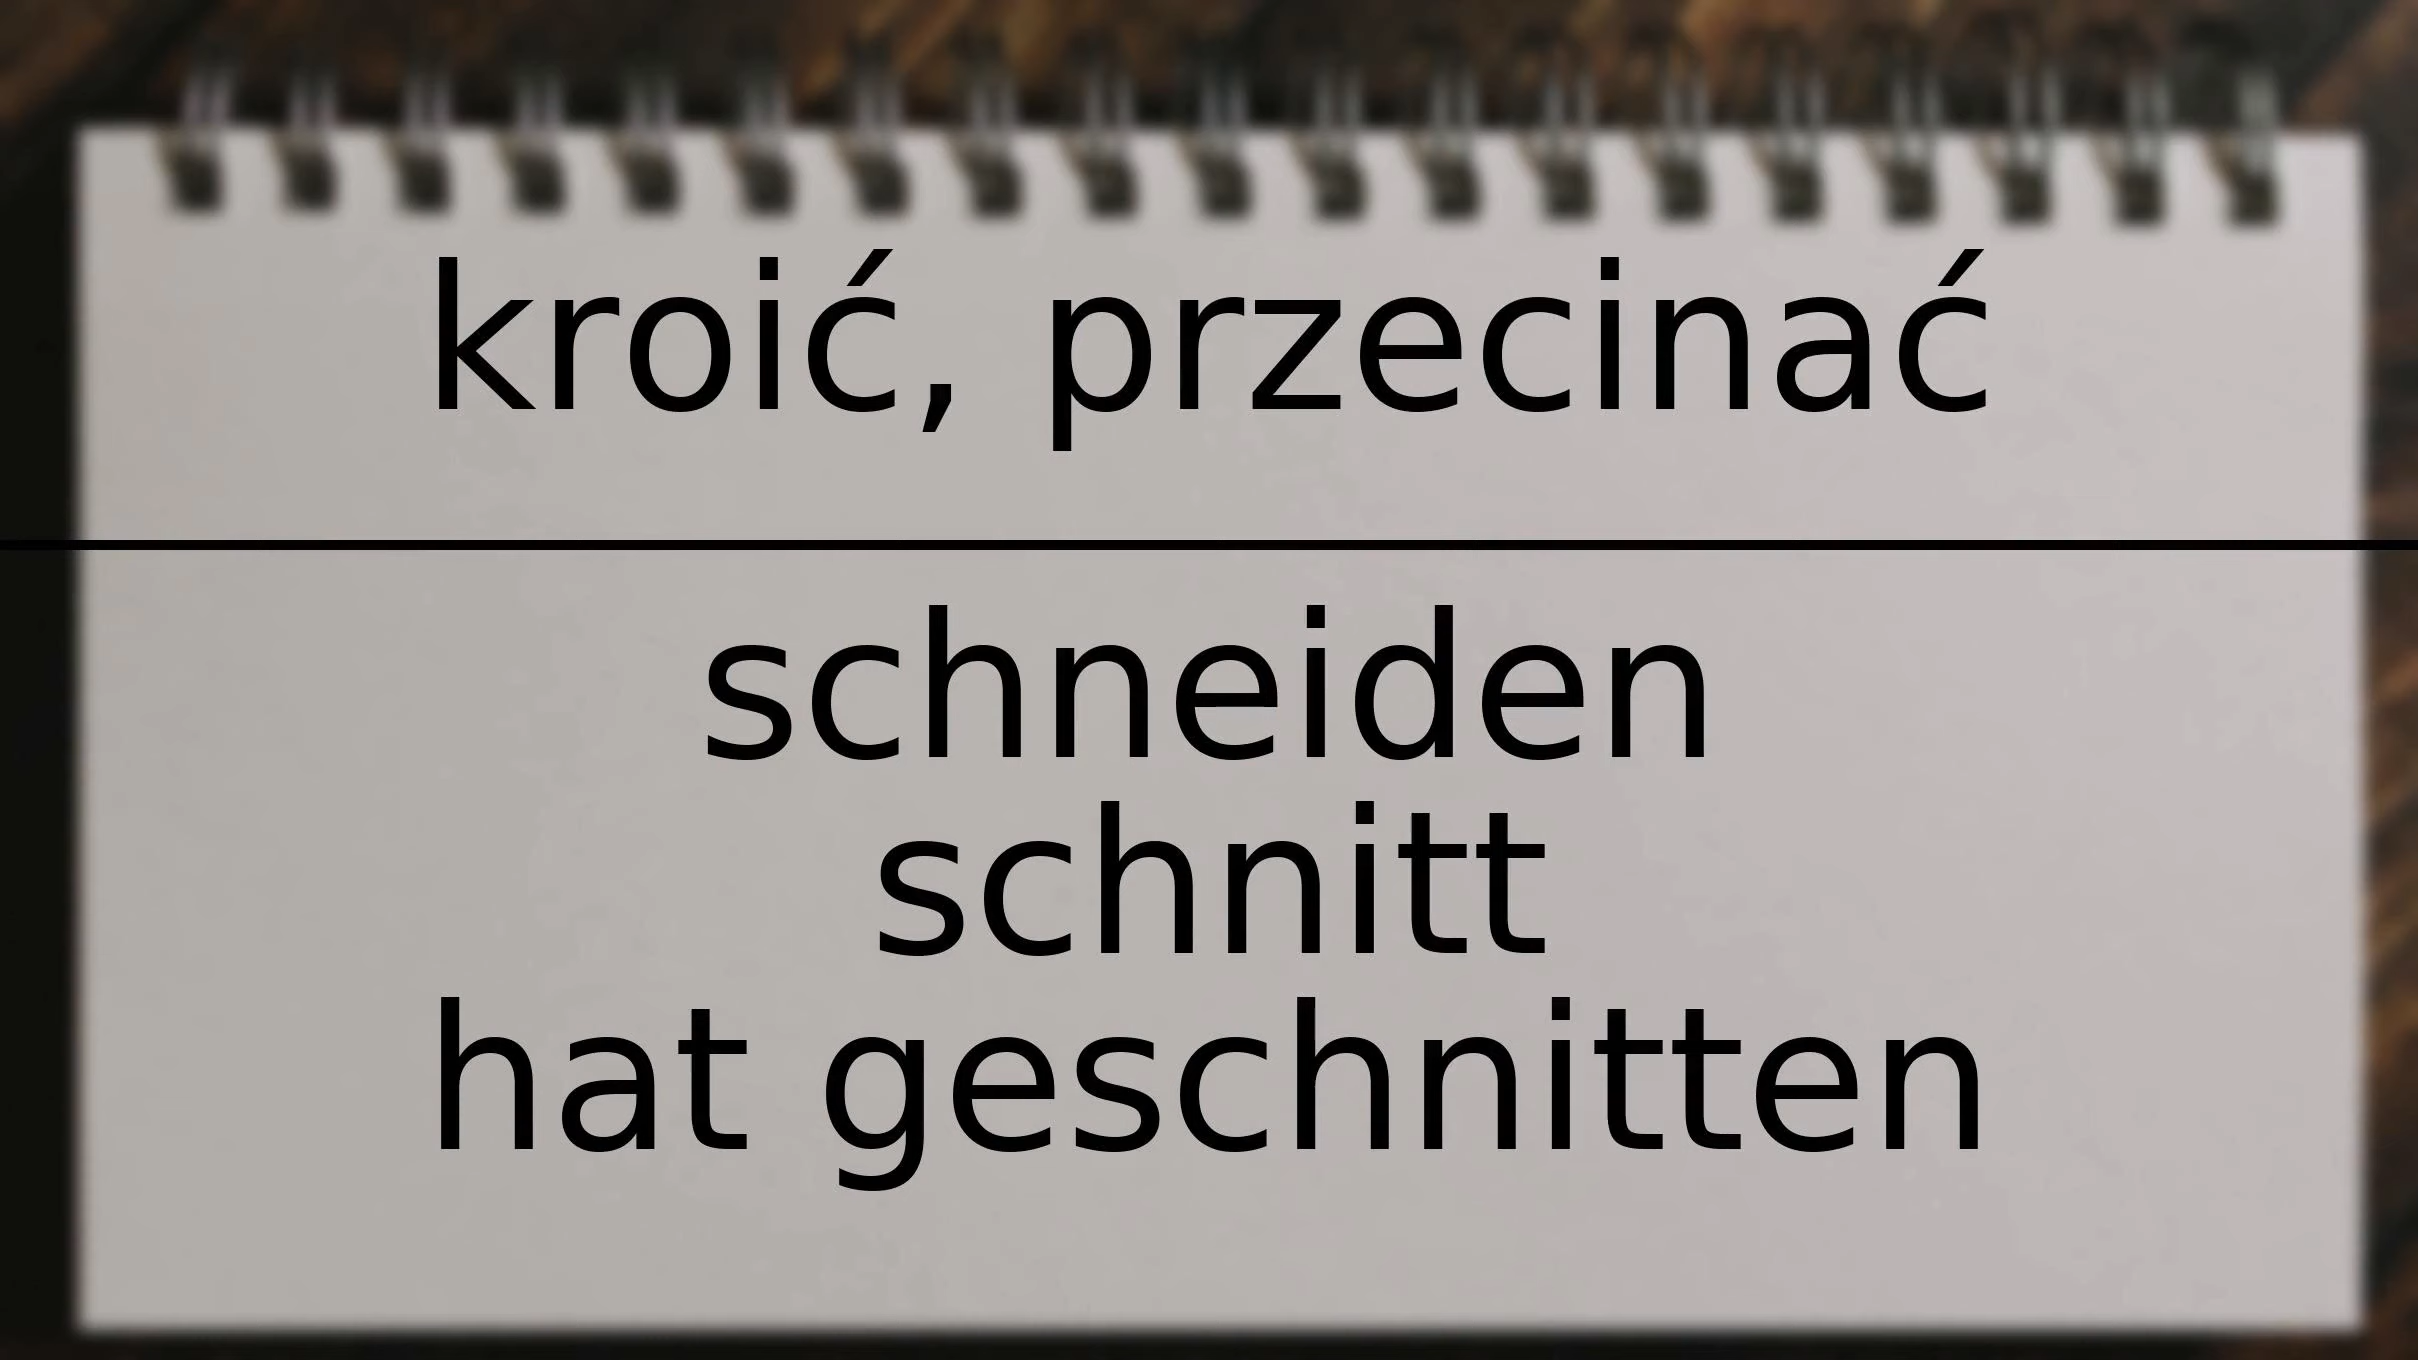 kroić, przecinać
schneiden
schnitt
hat geschnitten